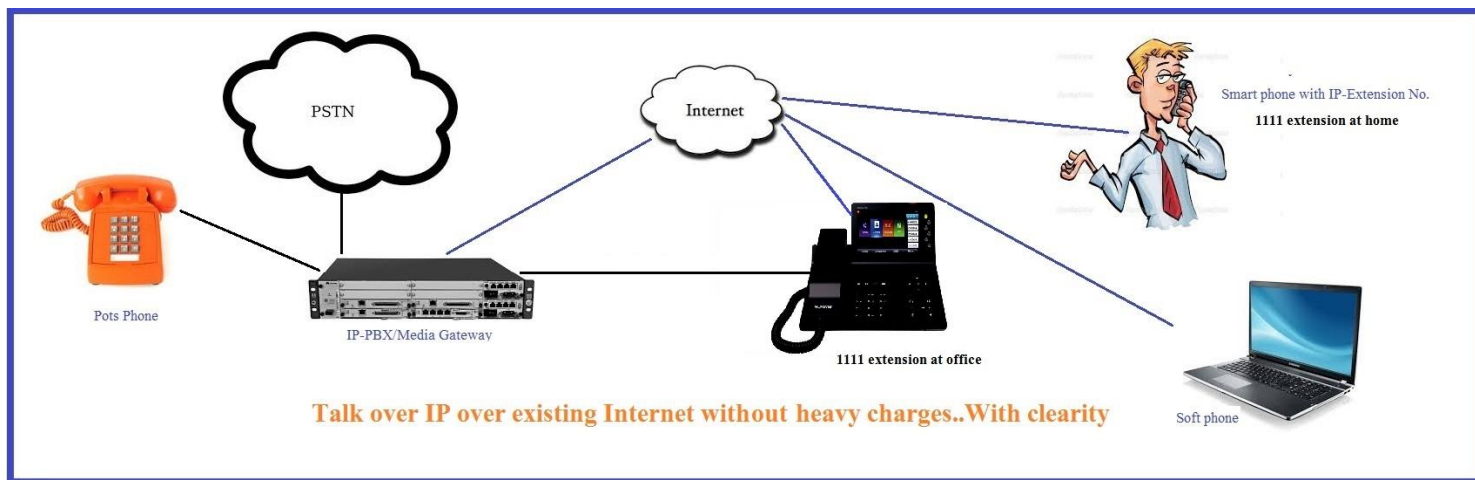 PSTN
Internet
Smart phone with IP-Extension No.
1111 extension at home
Pots Phone
IP-PBX/Media Gateway
1111 extension at office
Talk over IP over existing Internet without heavy charges..With clearity
Soft phone